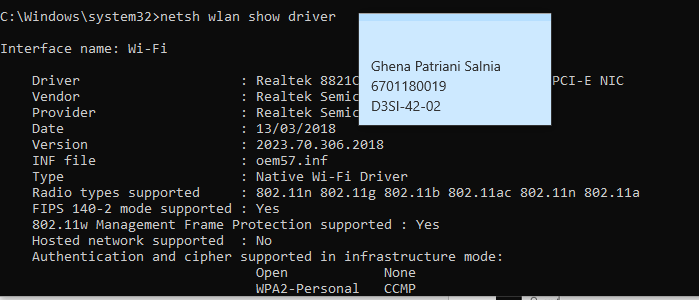 C:\Windows\system32>netsh wlan show driver
Interface name: Wi-Fi
Driver : Realtek 8821C PCI-E NIC
Vendor : Realtek Semic
Provider : Realtek Semic
Date : 13/03/2018
Version : 2023.70.306.2018
INF file : oem57.inf
Type : Native Wi-Fi Driver
Radio types supported : 802.11n 802.11g 802.11b 802.11ac 802.11n 802.11a
FIPS 140-2 mode supported : Yes
802.11w Management Frame Protection supported : Yes
Hosted network supported : No
Authentication and cipher supported in infrastructure mode:
Open None
WPA2-Personal CCMP
Ghena Patriani Salnia
6701180019
D3SI-42-02